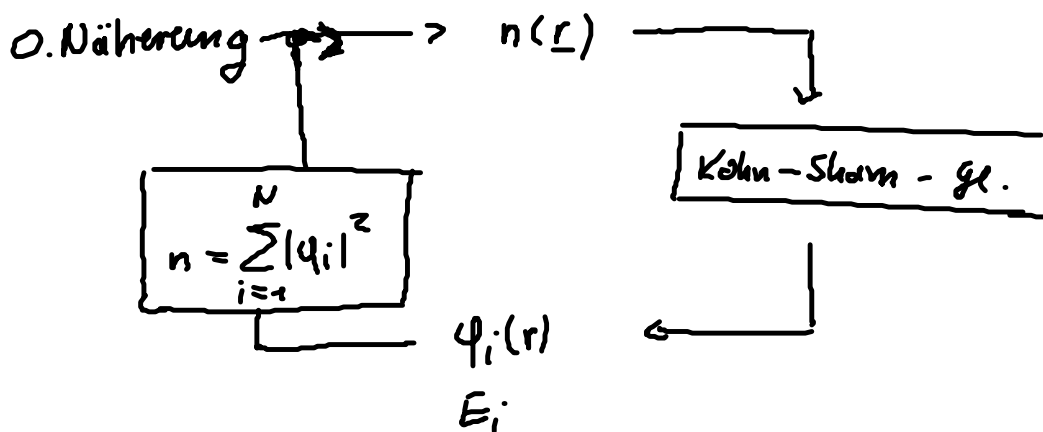 0. Näherung → n(r)
Kohn-Sham-gl.
n = ∑_{i=1}^{N} |φi|²
φi(r)
Ei